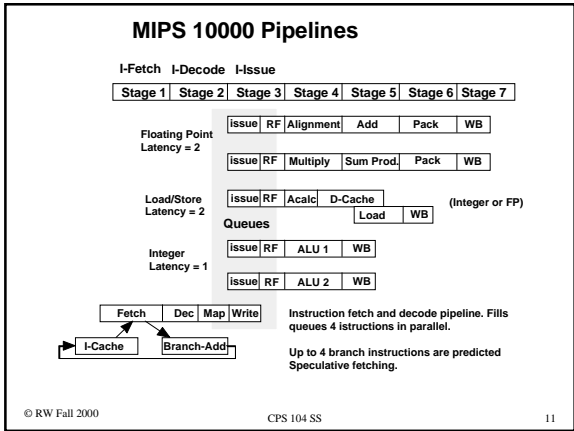 MIPS 10000 Pipelines
I-Fetch I-Decode I-Issue
Stage 1 Stage 2 Stage 3 Stage 4 Stage 5 Stage 6 Stage 7
Floating Point
Latency = 2
issue RF Alignment Add Pack WB
issue RF Multiply Sum Prod. Pack WB
Load/Store
Latency = 2
issue RF Acalc D-Cache
Load WB
(Integer or FP)
Queues
Integer
Latency = 1
issue RF ALU 1 WB
issue RF ALU 2 WB
Fetch Dec Map Write
I-Cache Branch-Add
Instruction fetch and decode pipeline. Fills
queues 4 istructions in parallel.
Up to 4 branch instructions are predicted
Speculative fetching.
© RW Fall 2000
CPS 104 SS
11